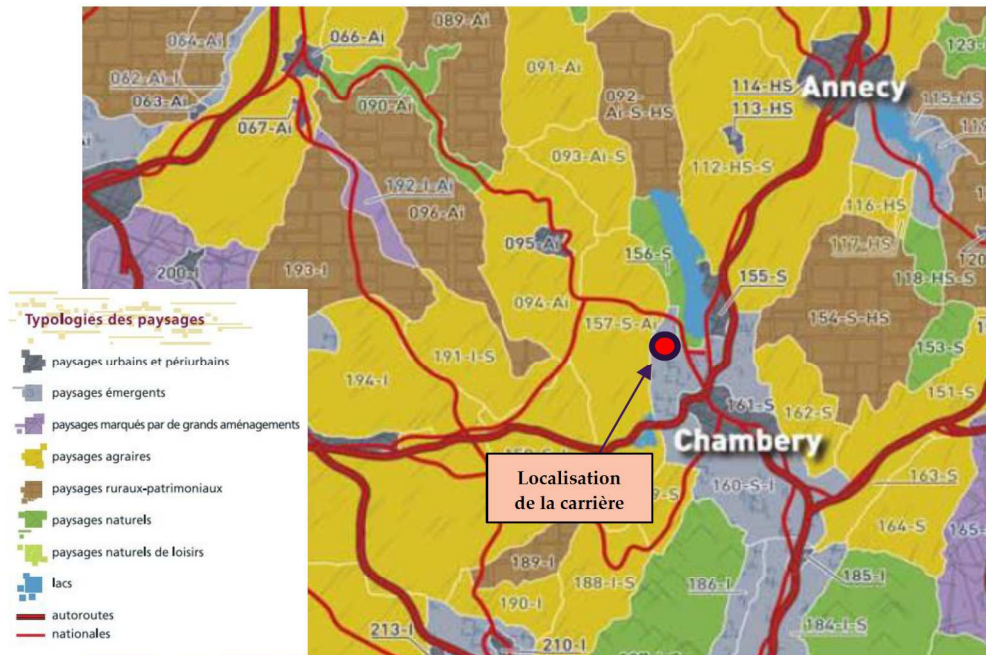 089-Ai
064-Ai
066-Ai
091-Ai
123-
114-HS
Annecy
062-Ai-I
063-Ai
090-Ai
092-
Ai-S-HS
113-HS
115-HS
067-Ai
093-Ai-S
112-HS-S
192-I-Ai
096-Ai
116-HS
117-HS
095-Ai
156-S
120
200-I
193-I
155-S
118-HS-S
094-Ai
157-S-Ai
154-S-HS
191-I-S
153-S
194-I
151-S
161-S
162-S
Chambery
160-S-I
163-S
164-S
165-
189-I
188-I-S
186-I
185-I
190-I
184-I-S
213-I
210-I
Localisation
de la carrière
Typologies des paysages
paysages urbains et périurbains
paysages émergents
paysages marqués par de grands aménagements
paysages agraires
paysages ruraux-patrimoniaux
paysages naturels
paysages naturels de loisirs
lacs
autoroutes
nationales